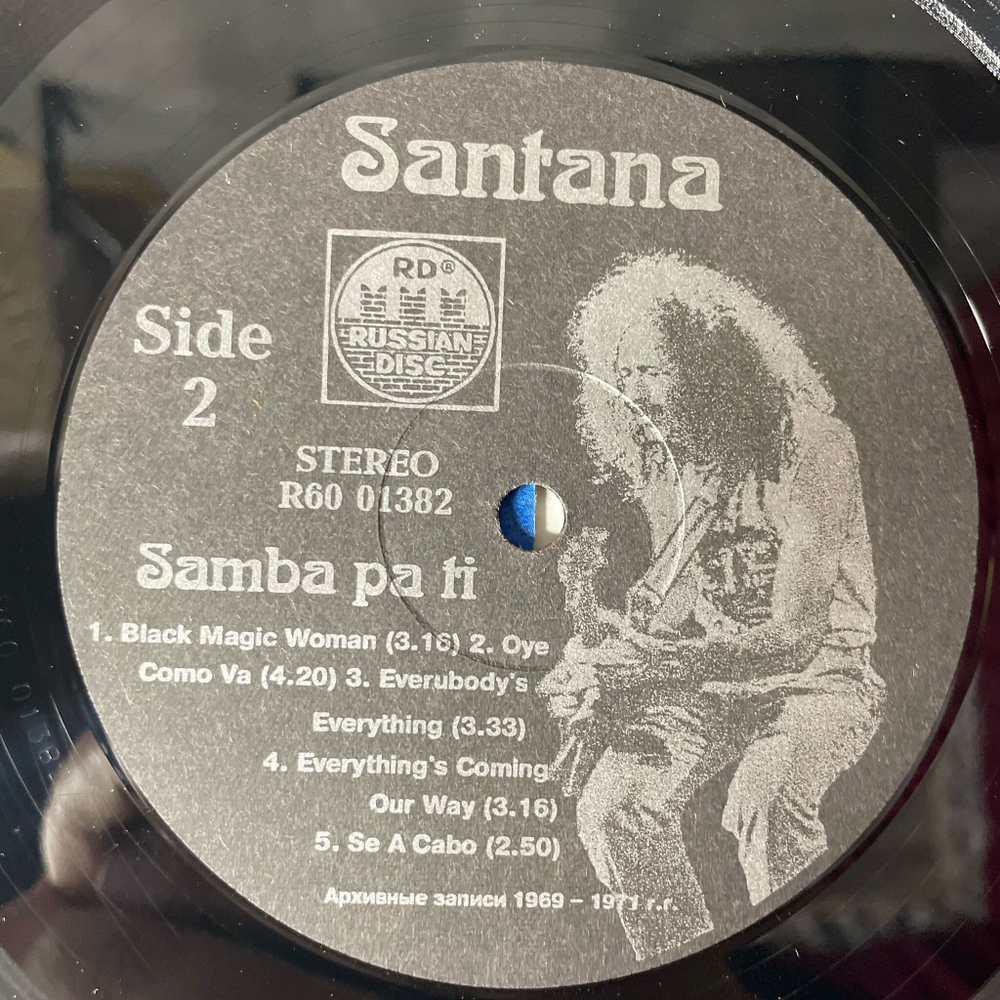 Santana
RD®
RUSSIAN
DISC
Side
2
STEREO
R60 01382
Samba pa ti
1. Black Magic Woman (3.16) 2. Oye
Como Va (4.20) 3. Everubody's
Everything (3.33)
4. Everything's Coming
Our Way (3.16)
5. Se A Cabo (2.50)
Архивные записи 1969 – 1971 г.г.